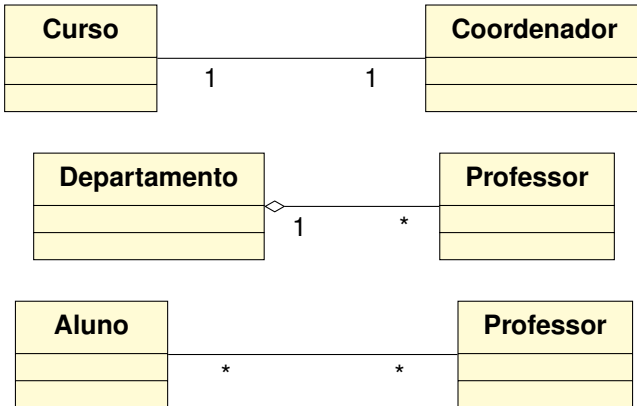 Curso Coordenador
1 1
Departamento Professor
1 *
Aluno Professor
* *